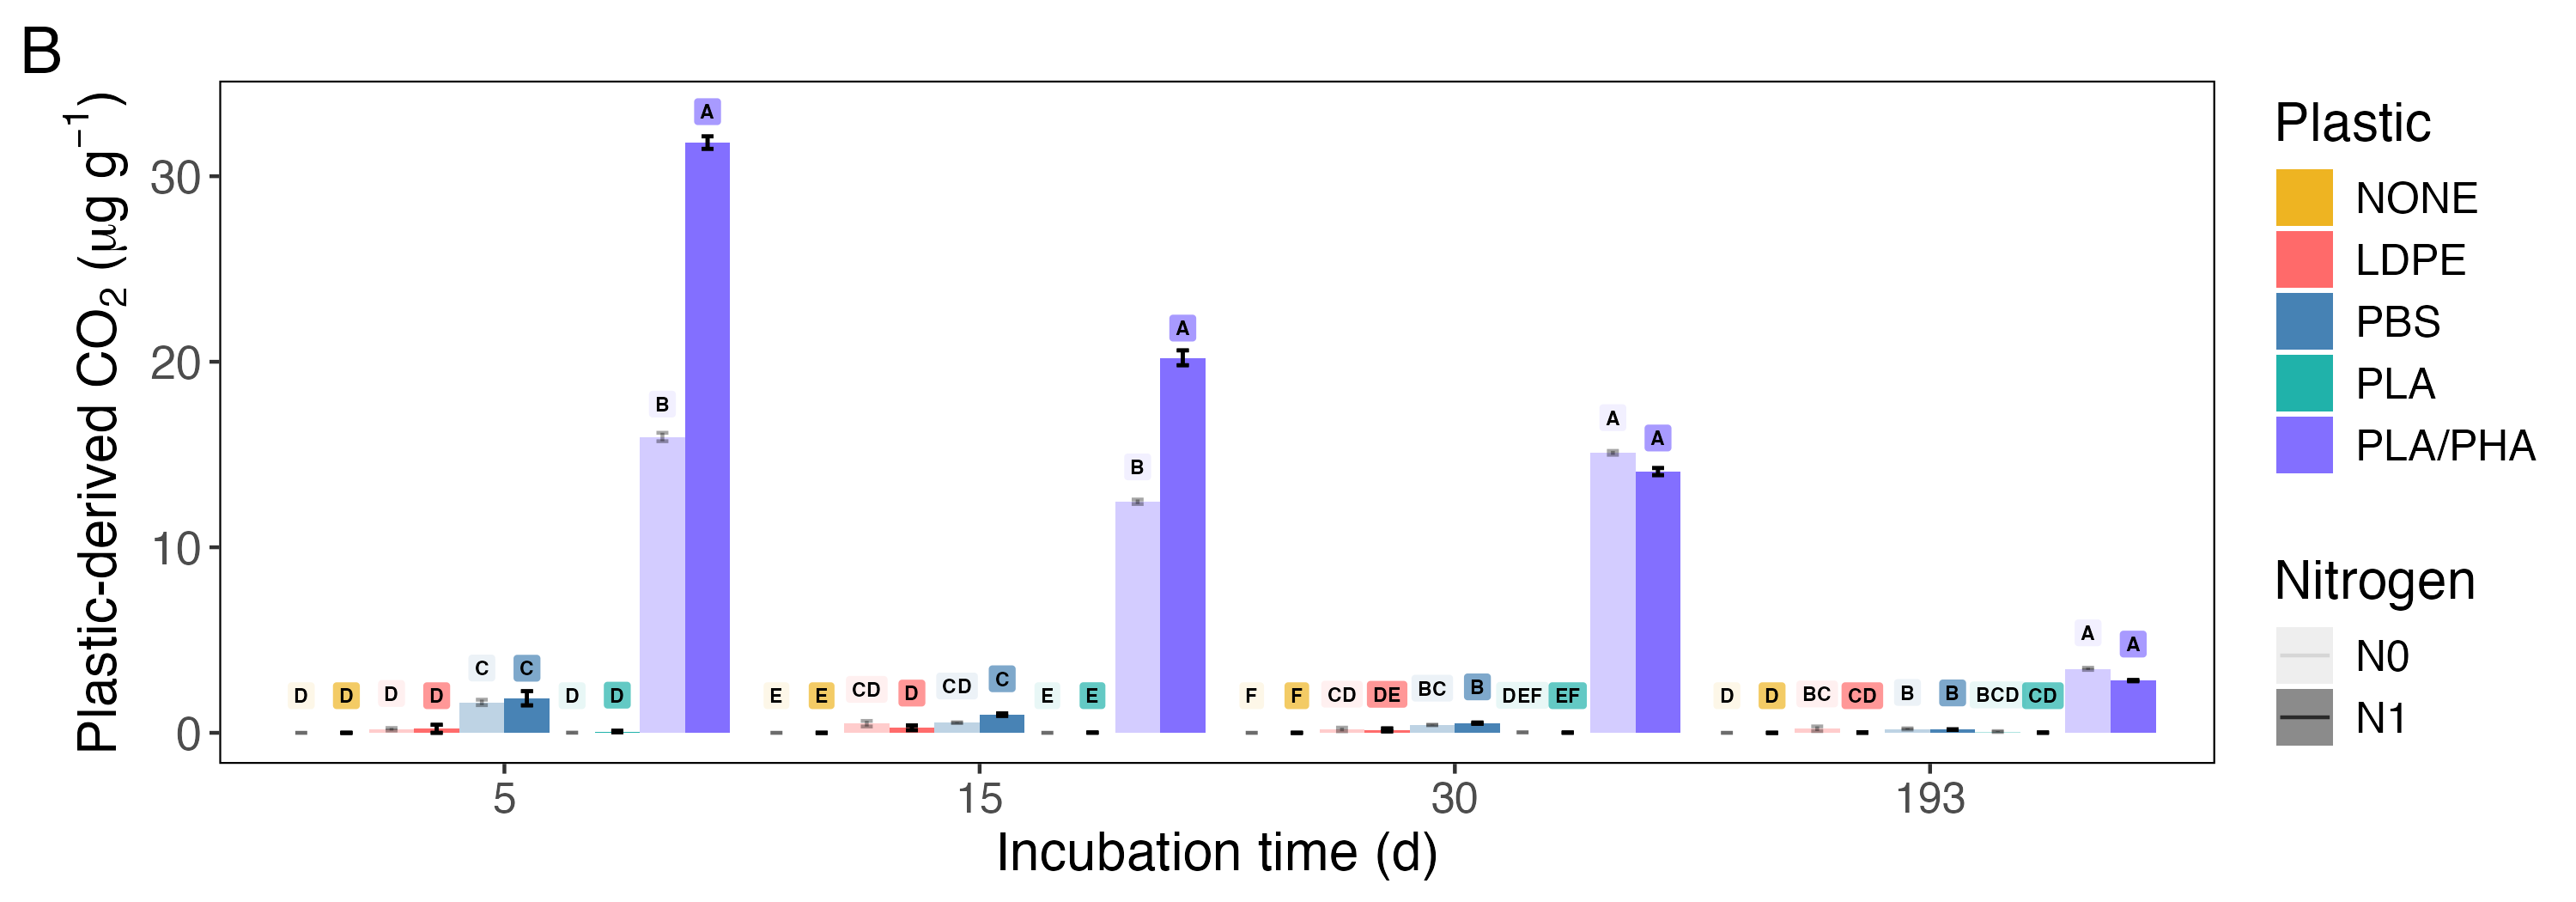 B
Plastic-derived CO₂ (µg g⁻¹)
30
20
10
0
A
B
D D D D C C D D
A
B
E E CD D CD C E E
A A
F F CD DE BC B DEF EF
A A
D D BC CD B B BCD CD
5 15 30 193
Incubation time (d)
Plastic
NONE
LDPE
PBS
PLA
PLA/PHA
Nitrogen
N0
N1